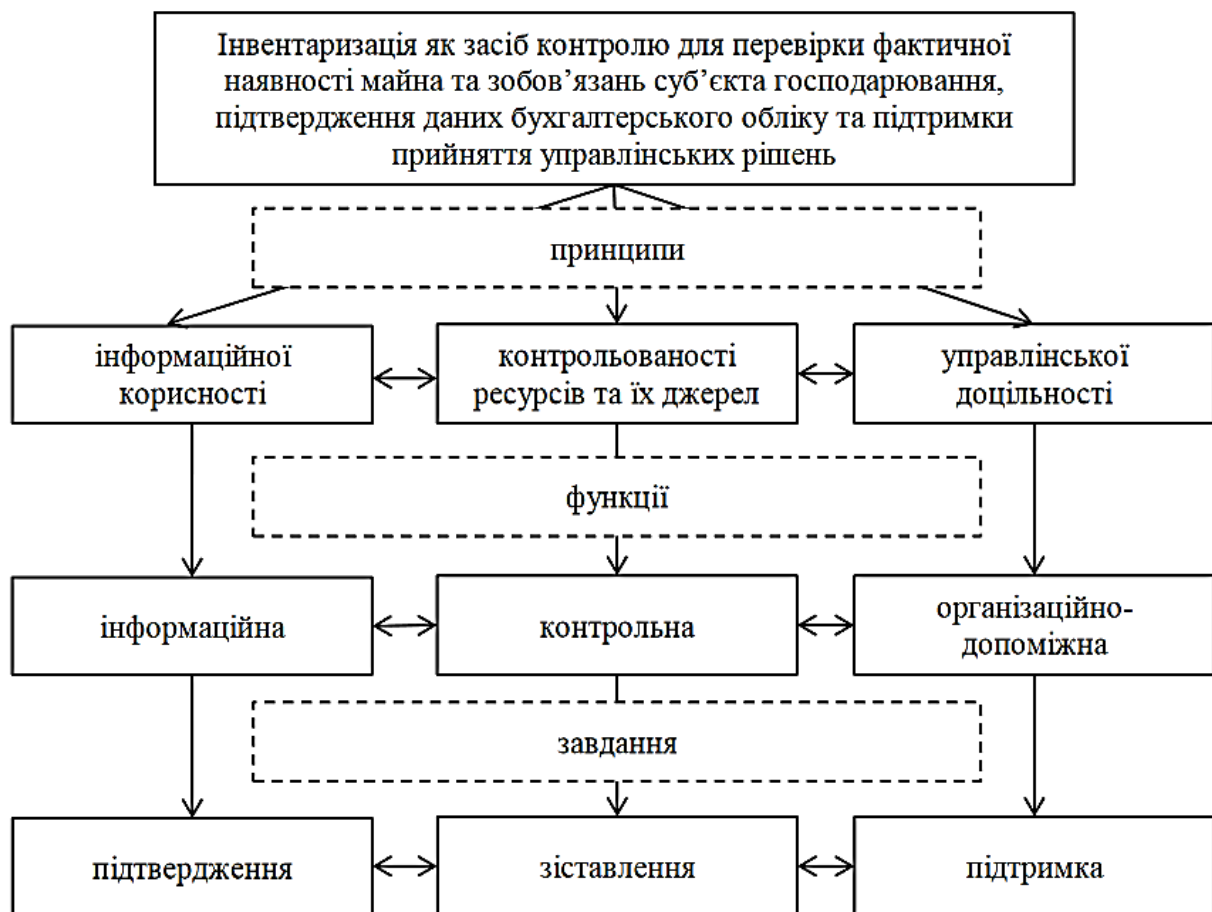 Інвентаризація як засіб контролю для перевірки фактичної
наявності майна та зобов’язань суб’єкта господарювання,
підтвердження даних бухгалтерського обліку та підтримки
прийняття управлінських рішень
принципи
інформаційної
корисності
контрольованості
ресурсів та їх джерел
управлінської
доцільності
функції
інформаційна
контрольна
організаційно-
допоміжна
завдання
підтвердження
зіставлення
підтримка